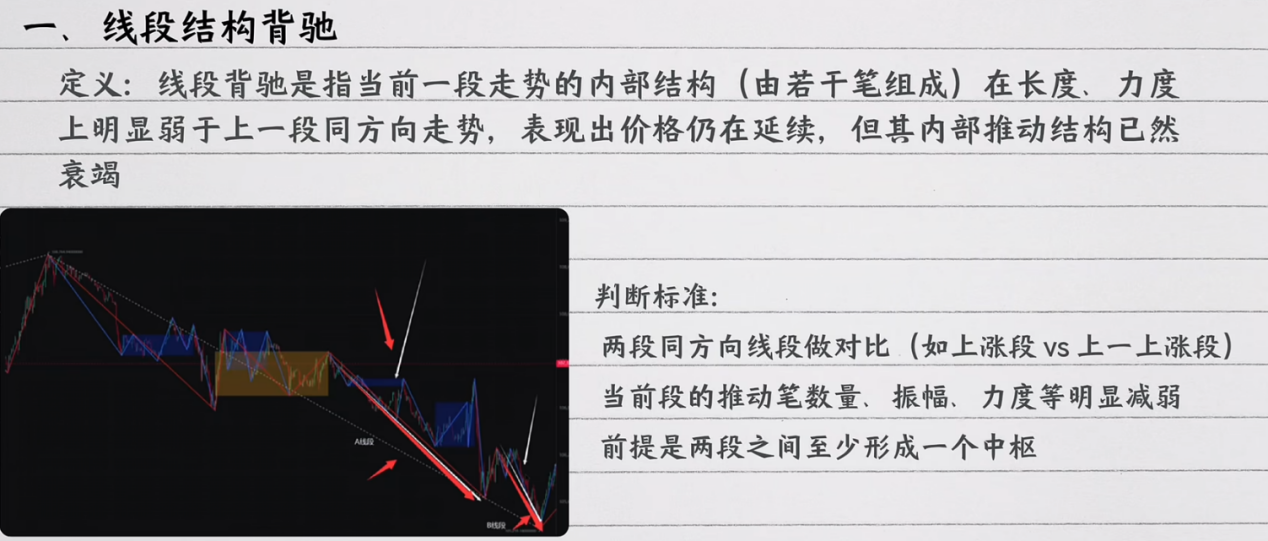 一、线段结构背驰
定义：线段背驰是指当前一段走势的内部结构（由若干笔组成）在长度、力度
上明显弱于上一段同方向走势，表现出价格仍在延续，但其内部推动结构已然
衰竭
判断标准：
两段同方向线段做对比（如上涨段 vs 上一上涨段）
当前段的推动笔数量、振幅、力度等明显减弱
前提是两段之间至少形成一个中枢
A线段
B线段